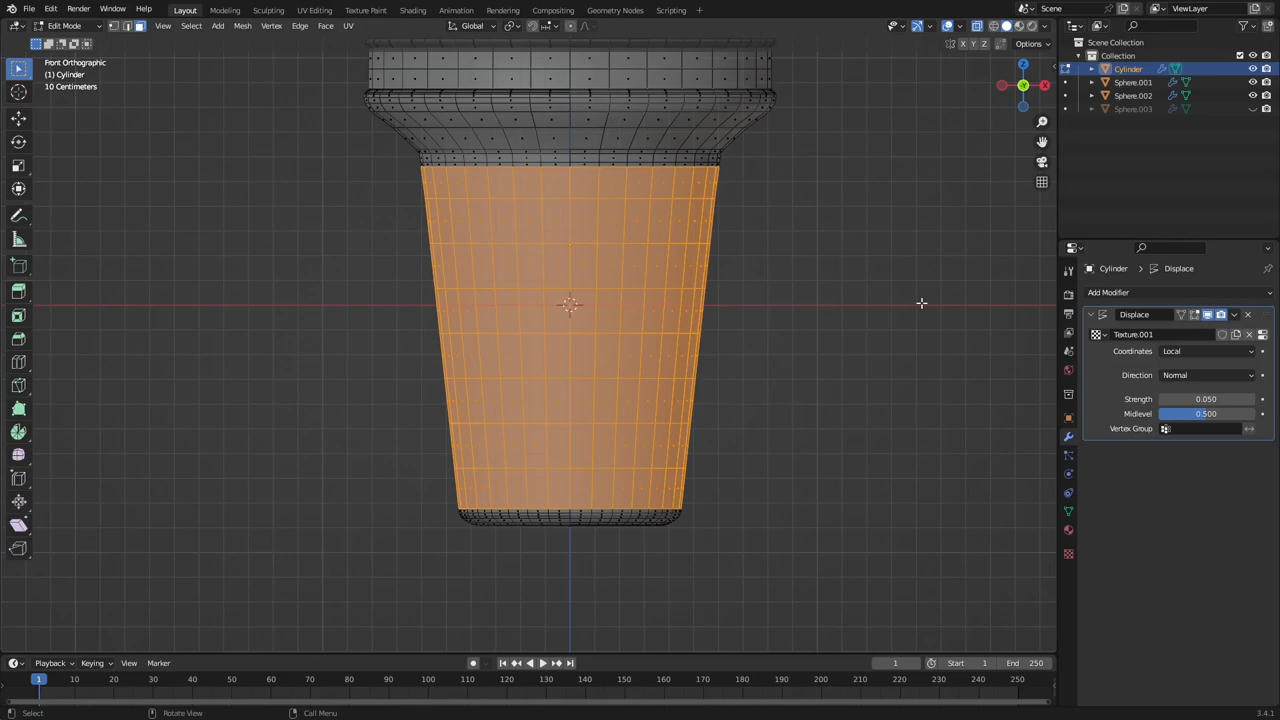 File Edit Render Window Help Layout Modeling Sculpting UV Editing Texture Paint Shading Animation Rendering Compositing Geometry Nodes Scripting + Scene ViewLayer
Edit Mode View Select Add Mesh Vertex Edge Face UV Global
X Y Z Options
Front Orthographic
(1) Cylinder
10 Centimeters
Z
Y X
Scene Collection
Collection
Cylinder
Sphere.001
Sphere.002
Sphere.003
Cylinder > Displace
Add Modifier
Displace
Texture.001
Coordinates Local
Direction Normal
Strength 0.050
Midlevel 0.500
Vertex Group
Playback Keying View Marker 1 Start 1 End 250
1 10 20 30 40 50 60 70 80 90 100 110 120 130 140 150 160 170 180 190 200 210 220 230 240 250
Select Rotate View Call Menu 3.4.1